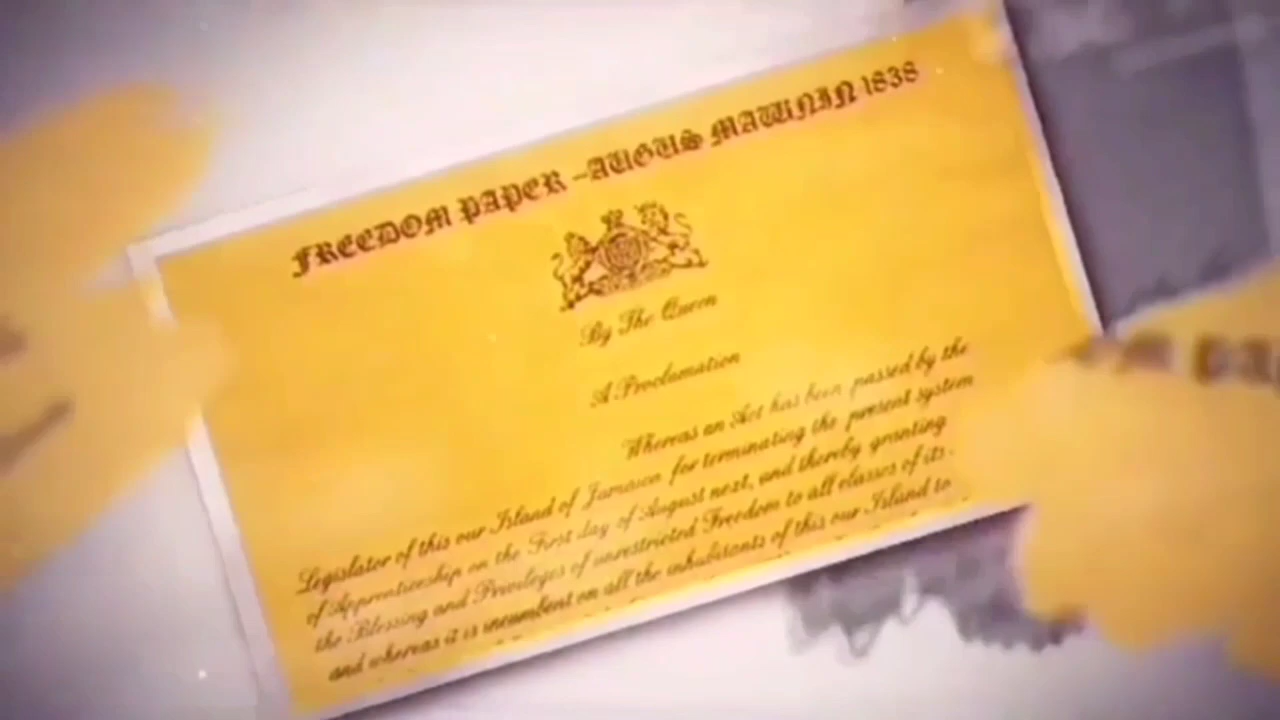 FREEDOM PAPER -AUGUS MAWNIN 1838
By The Queen
A Proclamation
Whereas an Act has been passed by the
Legislator of this our Island of Jamaica for terminating the present system
of Apprenticeship on the First day of August next, and thereby granting
the Blessing and Privileges of unrestricted Freedom to all classes of its
and whereas it is incumbent on all the inhabitants of this our Island to